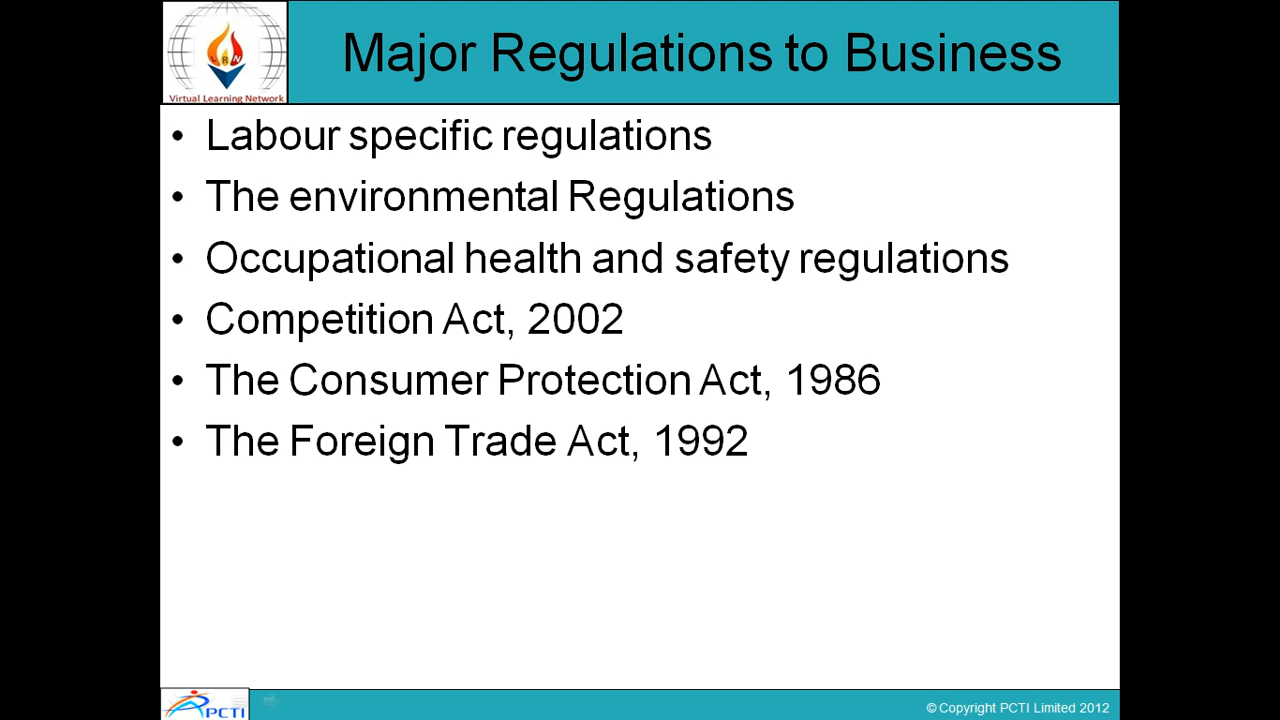 Major Regulations to Business
Virtual Learning Network
• Labour specific regulations
• The environmental Regulations
• Occupational health and safety regulations
• Competition Act, 2002
• The Consumer Protection Act, 1986
• The Foreign Trade Act, 1992
PCTI
© Copyright PCTI Limited 2012